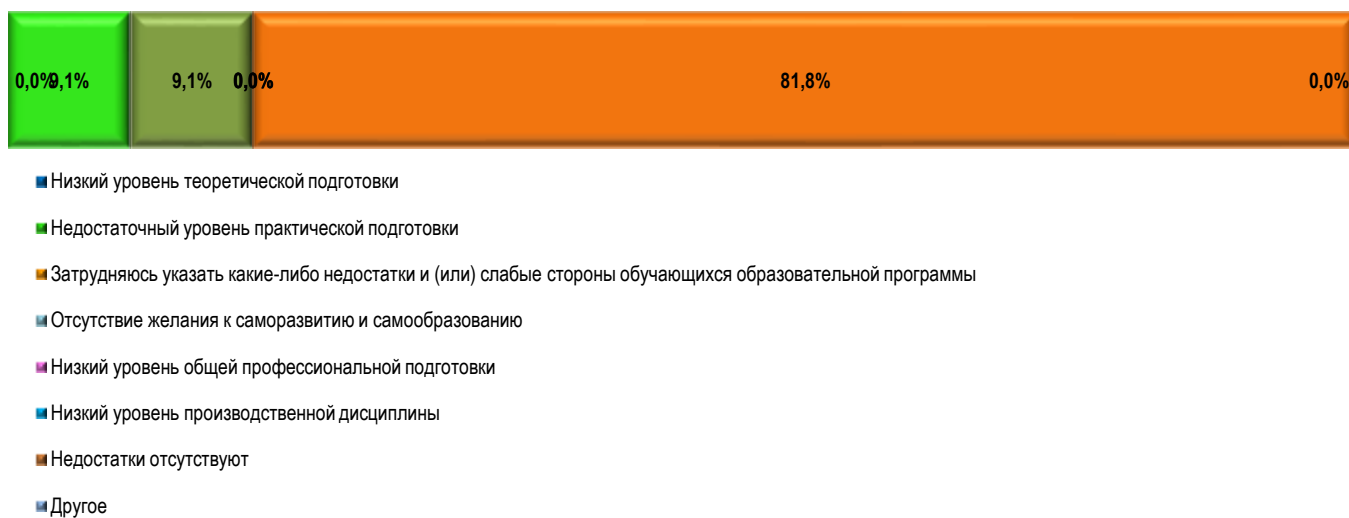 0,0% 9,1% 9,1% 0,0% 81,8% 0,0%
Низкий уровень теоретической подготовки
Недостаточный уровень практической подготовки
Затрудняюсь указать какие-либо недостатки и (или) слабые стороны обучающихся образовательной программы
Отсутствие желания к саморазвитию и самообразованию
Низкий уровень общей профессиональной подготовки
Низкий уровень производственной дисциплины
Недостатки отсутствуют
Другое